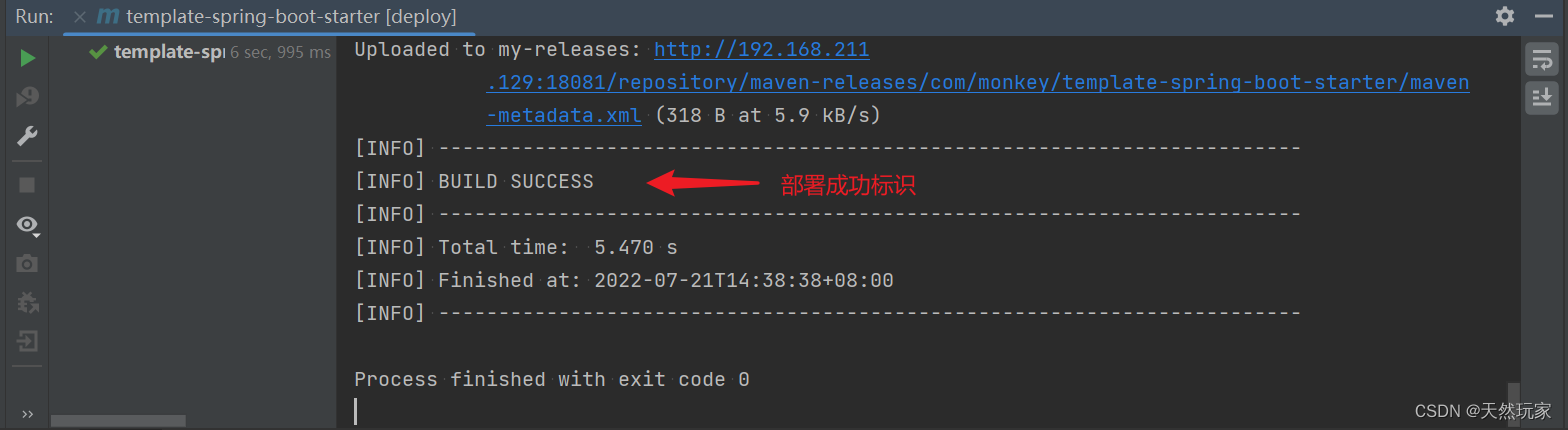 Run: m template-spring-boot-starter [deploy]
template-spr 6 sec, 995 ms
Uploaded to my-releases: http://192.168.211
.129:18081/repository/maven-releases/com/monkey/template-spring-boot-starter/maven
-metadata.xml (318 B at 5.9 kB/s)
[INFO] ------------------------------------------------------------------------
[INFO] BUILD SUCCESS 部署成功标识
[INFO] ------------------------------------------------------------------------
[INFO] Total time:  5.470 s
[INFO] Finished at: 2022-07-21T14:38:38+08:00
[INFO] ------------------------------------------------------------------------
Process finished with exit code 0
CSDN @天然玩家